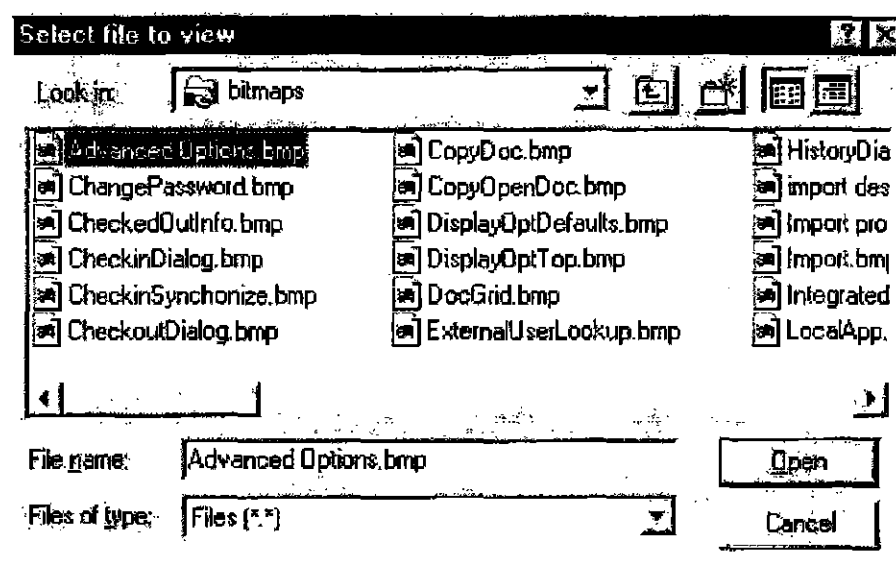 Select file to view
Look in: bitmaps
Advanced Options.bmp CopyDoc.bmp HistoryDia
ChangePassword.bmp CopyOpenDoc.bmp import des
CheckedOutInfo.bmp DisplayOptDefaults.bmp Import pro
CheckinDialog.bmp DisplayOptTop.bmp Import.bmp
CheckinSynchonize.bmp DocGrid.bmp Integrated
CheckoutDialog.bmp ExternalUserLookup.bmp LocalApp.
File name: Advanced Options.bmp Open
Files of type: Files (*.*) Cancel